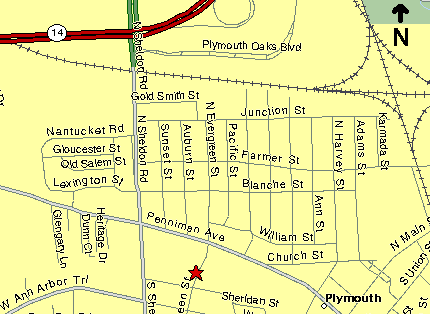 N
14
N Sheldon Rd
Plymouth Oaks Blvd
Gold Smith St
Junction St
Nantucket Rd
Gloucester St
Old Salem St
Lexington St
N Sheldon Rd
Sunset St
Auburn St
N Evergreen St
Pacific St
Farmer St
Blanche St
N Harvey St
Adams St
Karmada St
Ann St
Penniman Ave
William St
Church St
Glengary Ln
Dunn Ct
Heritage Dr
N Main
S Union St
W Ann Arbor Trl
Sheridan St
Plymouth